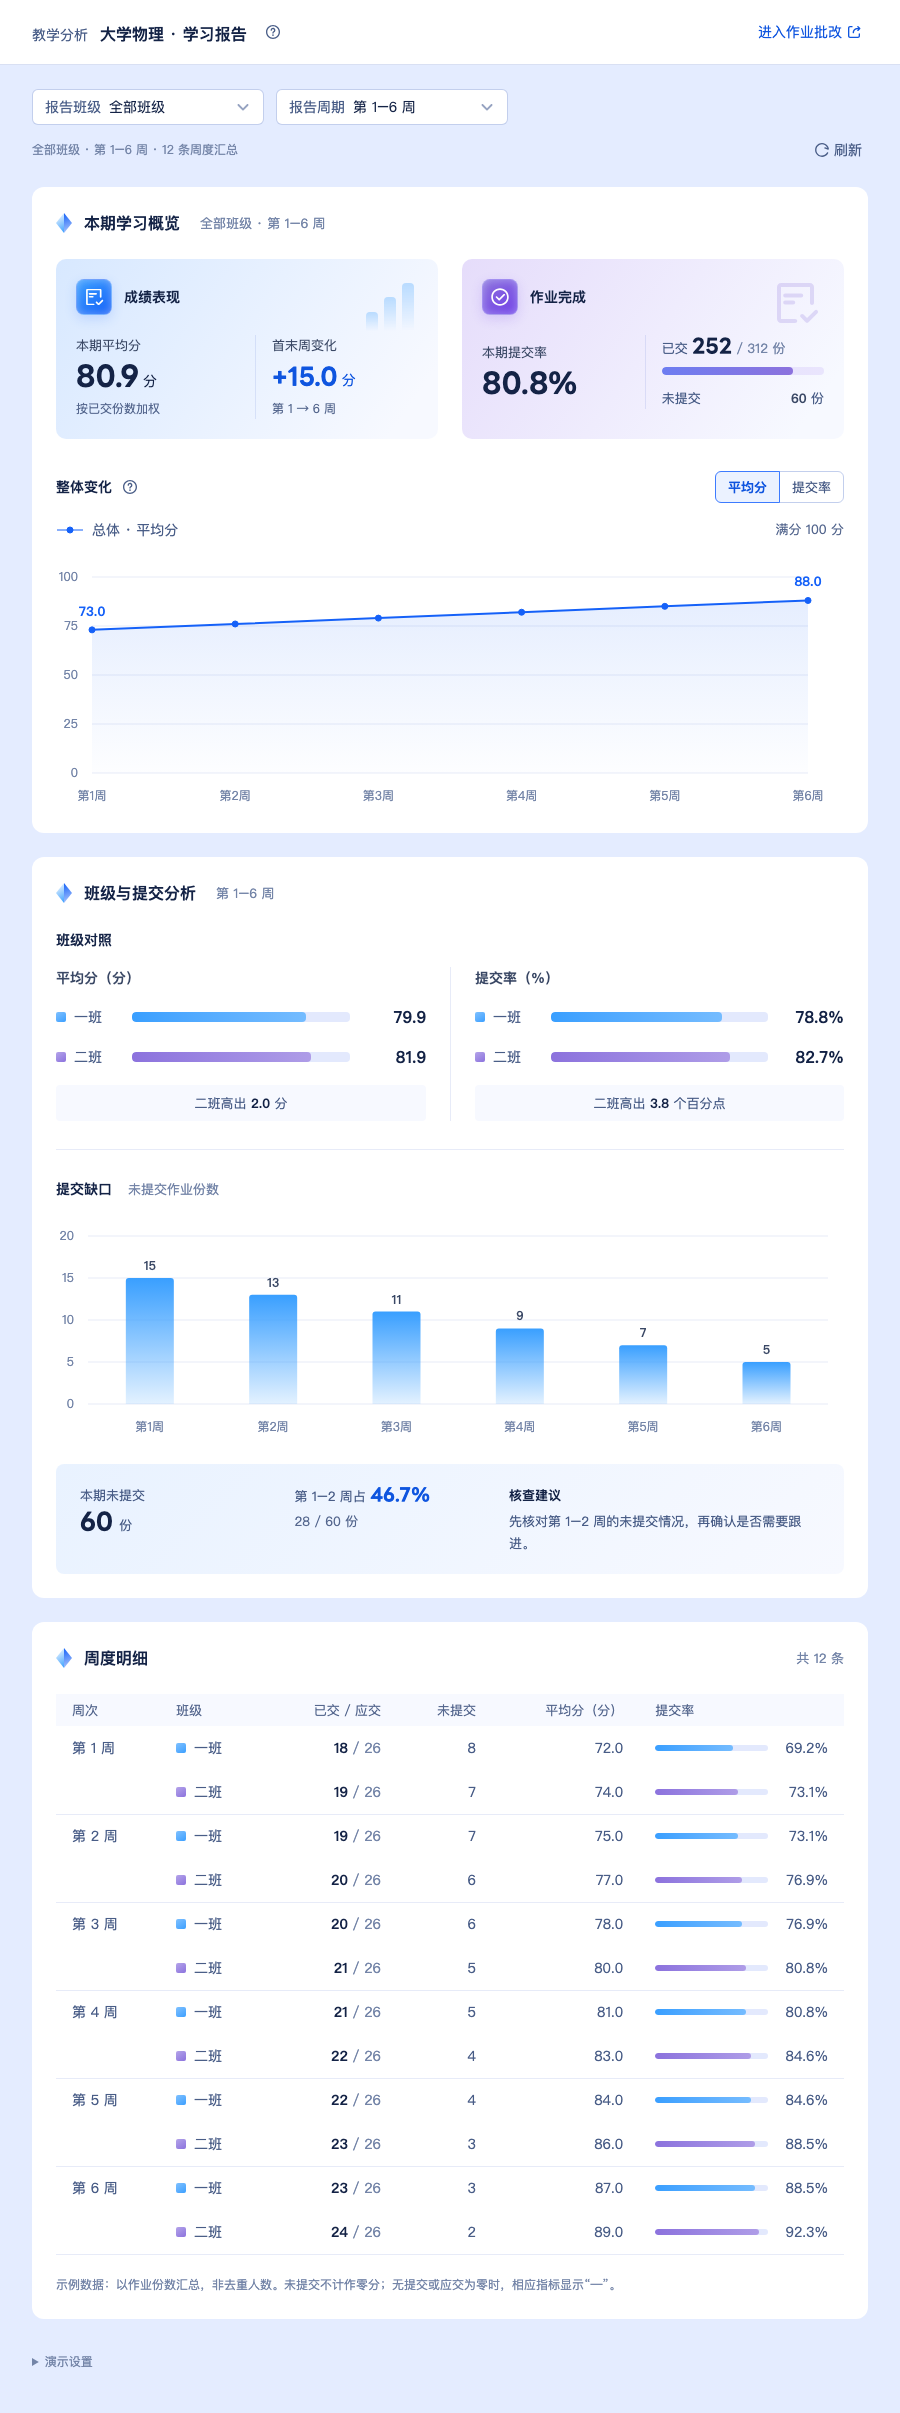 教学分析 大学物理 · 学习报告 进入作业批改
报告班级 全部班级 报告周期 第 1—6 周
全部班级 · 第 1—6 周 · 12 条周度汇总 刷新
本期学习概览 全部班级 · 第 1—6 周
成绩表现
本期平均分
80.9 分
按已交份数加权
首末周变化
+15.0 分
第 1 → 6 周
作业完成
本期提交率
80.8%
已交 252 / 312 份
未提交 60 份
整体变化 平均分 提交率
总体 · 平均分 满分 100 分
100
75
50
25
0
73.0
88.0
第1周 第2周 第3周 第4周 第5周 第6周
班级与提交分析 第 1—6 周
班级对照
平均分（分）
一班 79.9
二班 81.9
二班高出 2.0 分
提交率（%）
一班 78.8%
二班 82.7%
二班高出 3.8 个百分点
提交缺口 未提交作业份数
20
15
10
5
0
15 13 11 9 7 5
第1周 第2周 第3周 第4周 第5周 第6周
本期未提交
60 份
第 1—2 周占 46.7%
28 / 60 份
核查建议
先核对第 1—2 周的未提交情况，再确认是否需要跟
进。
周度明细 共 12 条
周次 班级 已交 / 应交 未提交 平均分（分） 提交率
第 1 周 一班 18 / 26 8 72.0 69.2%
二班 19 / 26 7 74.0 73.1%
第 2 周 一班 19 / 26 7 75.0 73.1%
二班 20 / 26 6 77.0 76.9%
第 3 周 一班 20 / 26 6 78.0 76.9%
二班 21 / 26 5 80.0 80.8%
第 4 周 一班 21 / 26 5 81.0 80.8%
二班 22 / 26 4 83.0 84.6%
第 5 周 一班 22 / 26 4 84.0 84.6%
二班 23 / 26 3 86.0 88.5%
第 6 周 一班 23 / 26 3 87.0 88.5%
二班 24 / 26 2 89.0 92.3%
示例数据：以作业份数汇总，非去重人数。未提交不计作零分；无提交或应交为零时，相应指标显示“—”。
演示设置